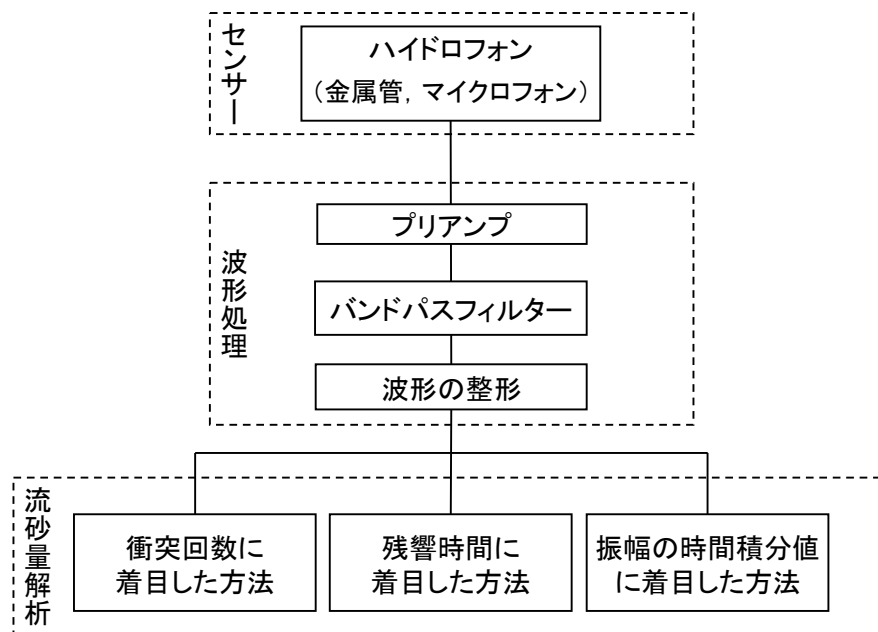 センサー
ハイドロフォン
（金属管，マイクロフォン）
波形処理
プリアンプ
バンドパスフィルター
波形の整形
流砂量解析
衝突回数に
着目した方法
残響時間に
着目した方法
振幅の時間積分値
に着目した方法